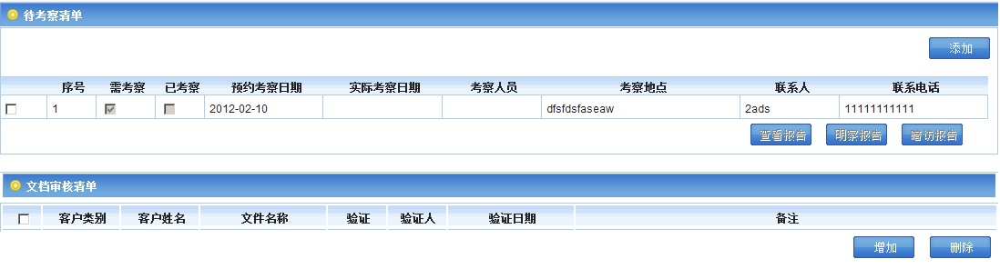 待考察清单
添加
序号 需考察 已考察 预约考察日期 实际考察日期 考察人员 考察地点 联系人 联系电话
1 2012-02-10 dfsfdsfaseaw 2ads 11111111111
查看报告 明察报告 暗访报告
文档审核清单
客户类别 客户姓名 文件名称 验证 验证人 验证日期 备注
增加 删除